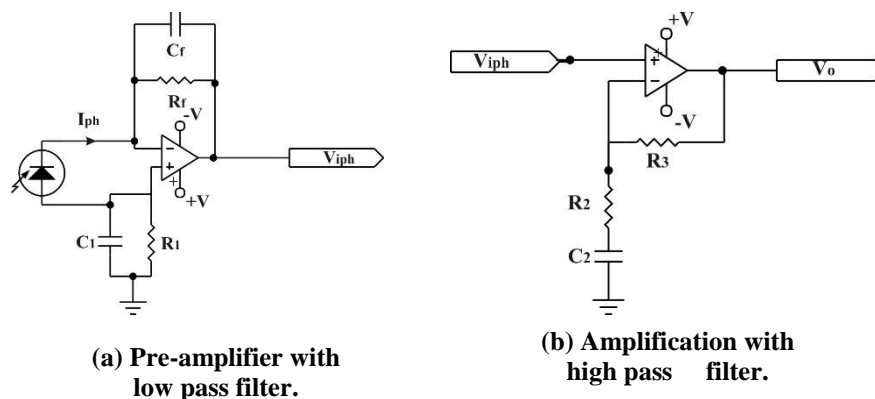 Cf
Rf
-V
Iph
Viph
+V
C1
R1
(a) Pre-amplifier with
low pass filter.
+V
Viph
Vo
-V
R3
R2
C2
(b) Amplification with
high pass filter.